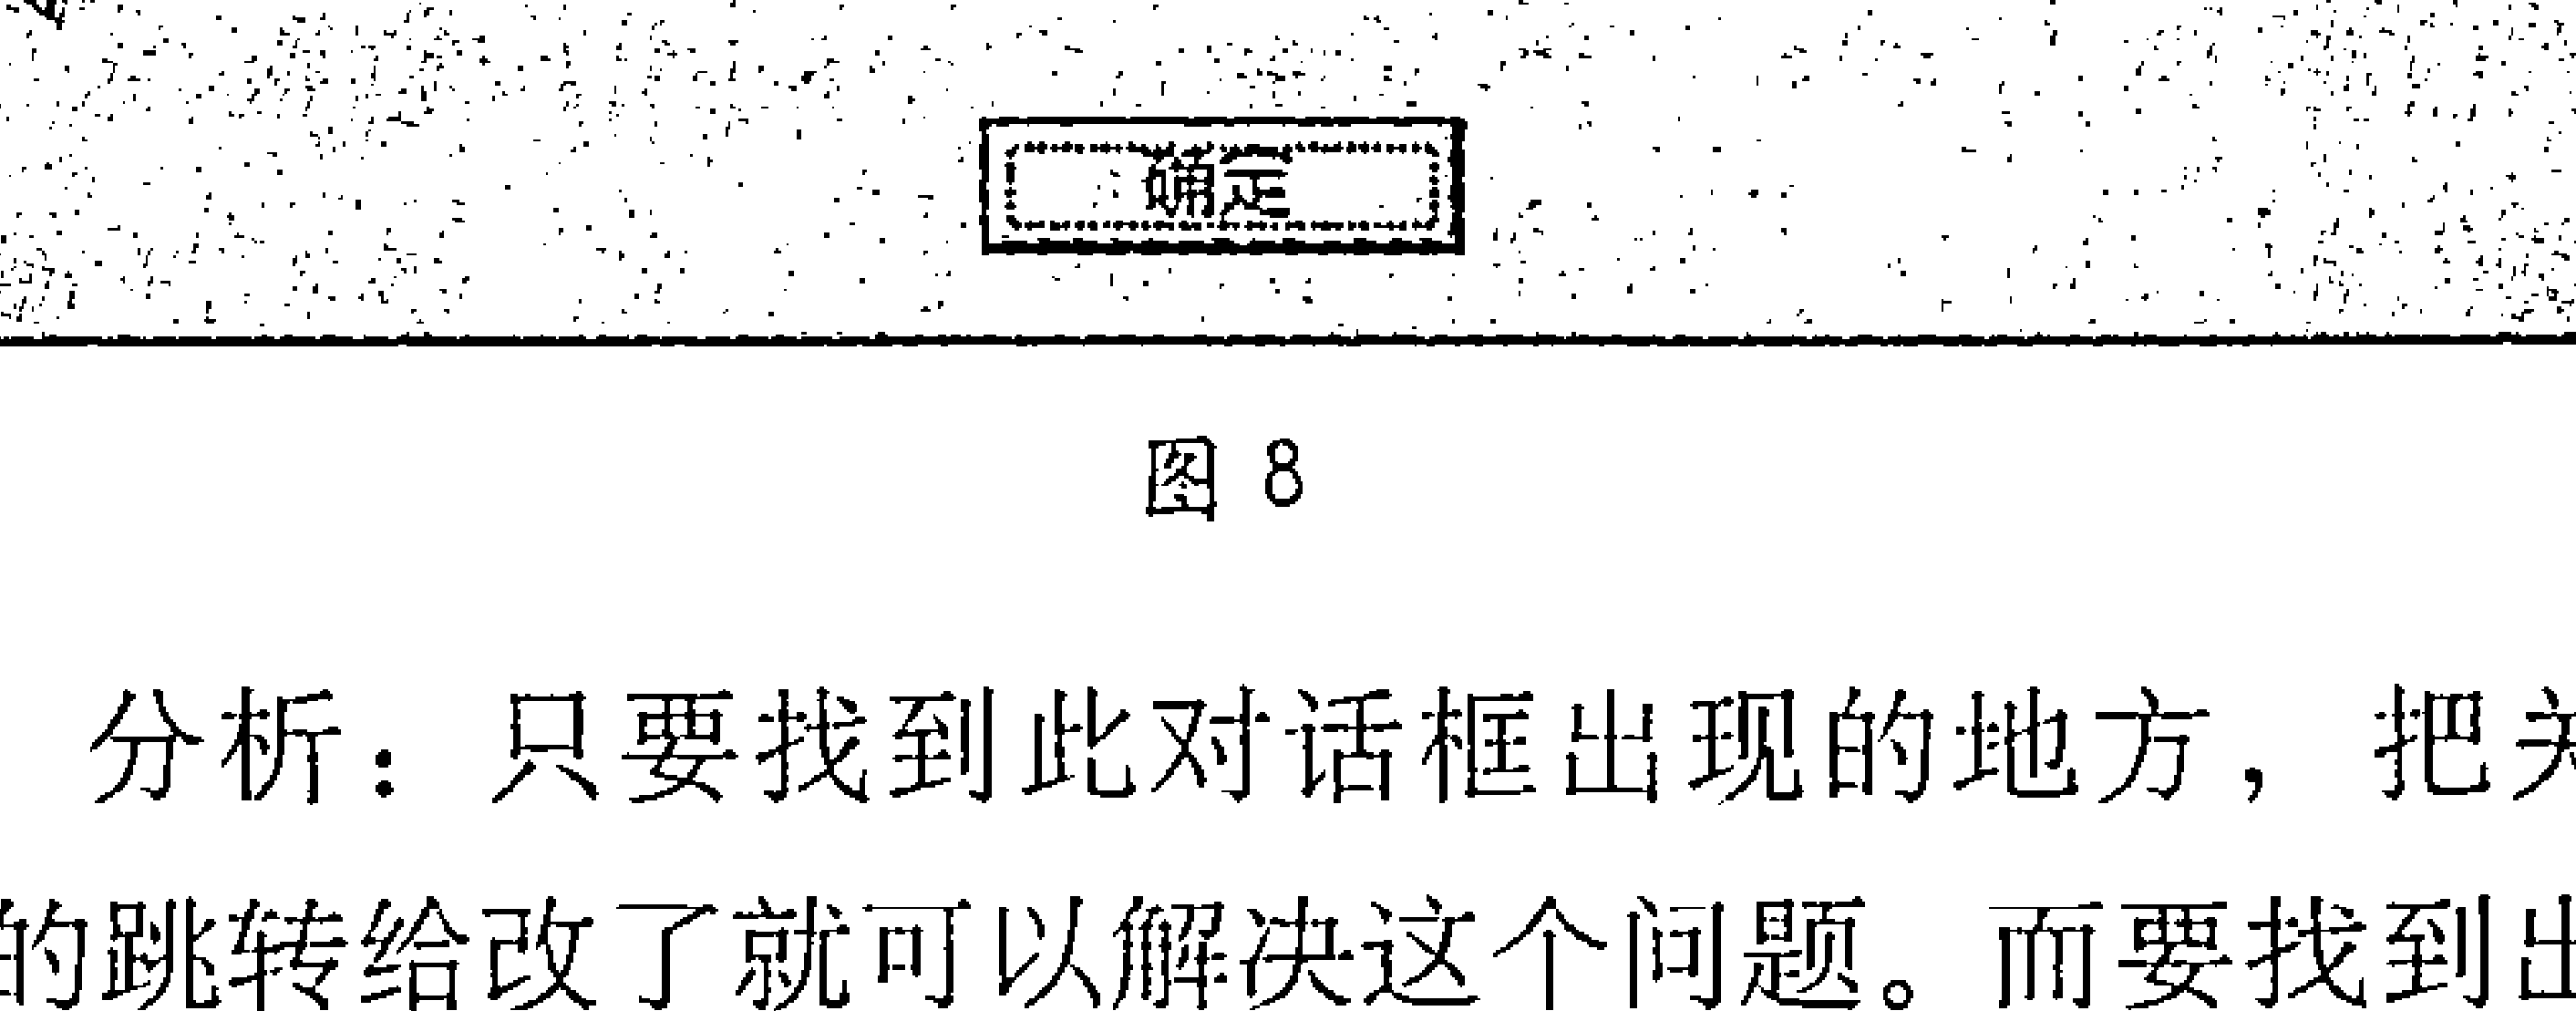 确定
图 8
分析：只要找到此对话框出现的地方，把
的跳转给改了就可以解决这个问题。而要找到出